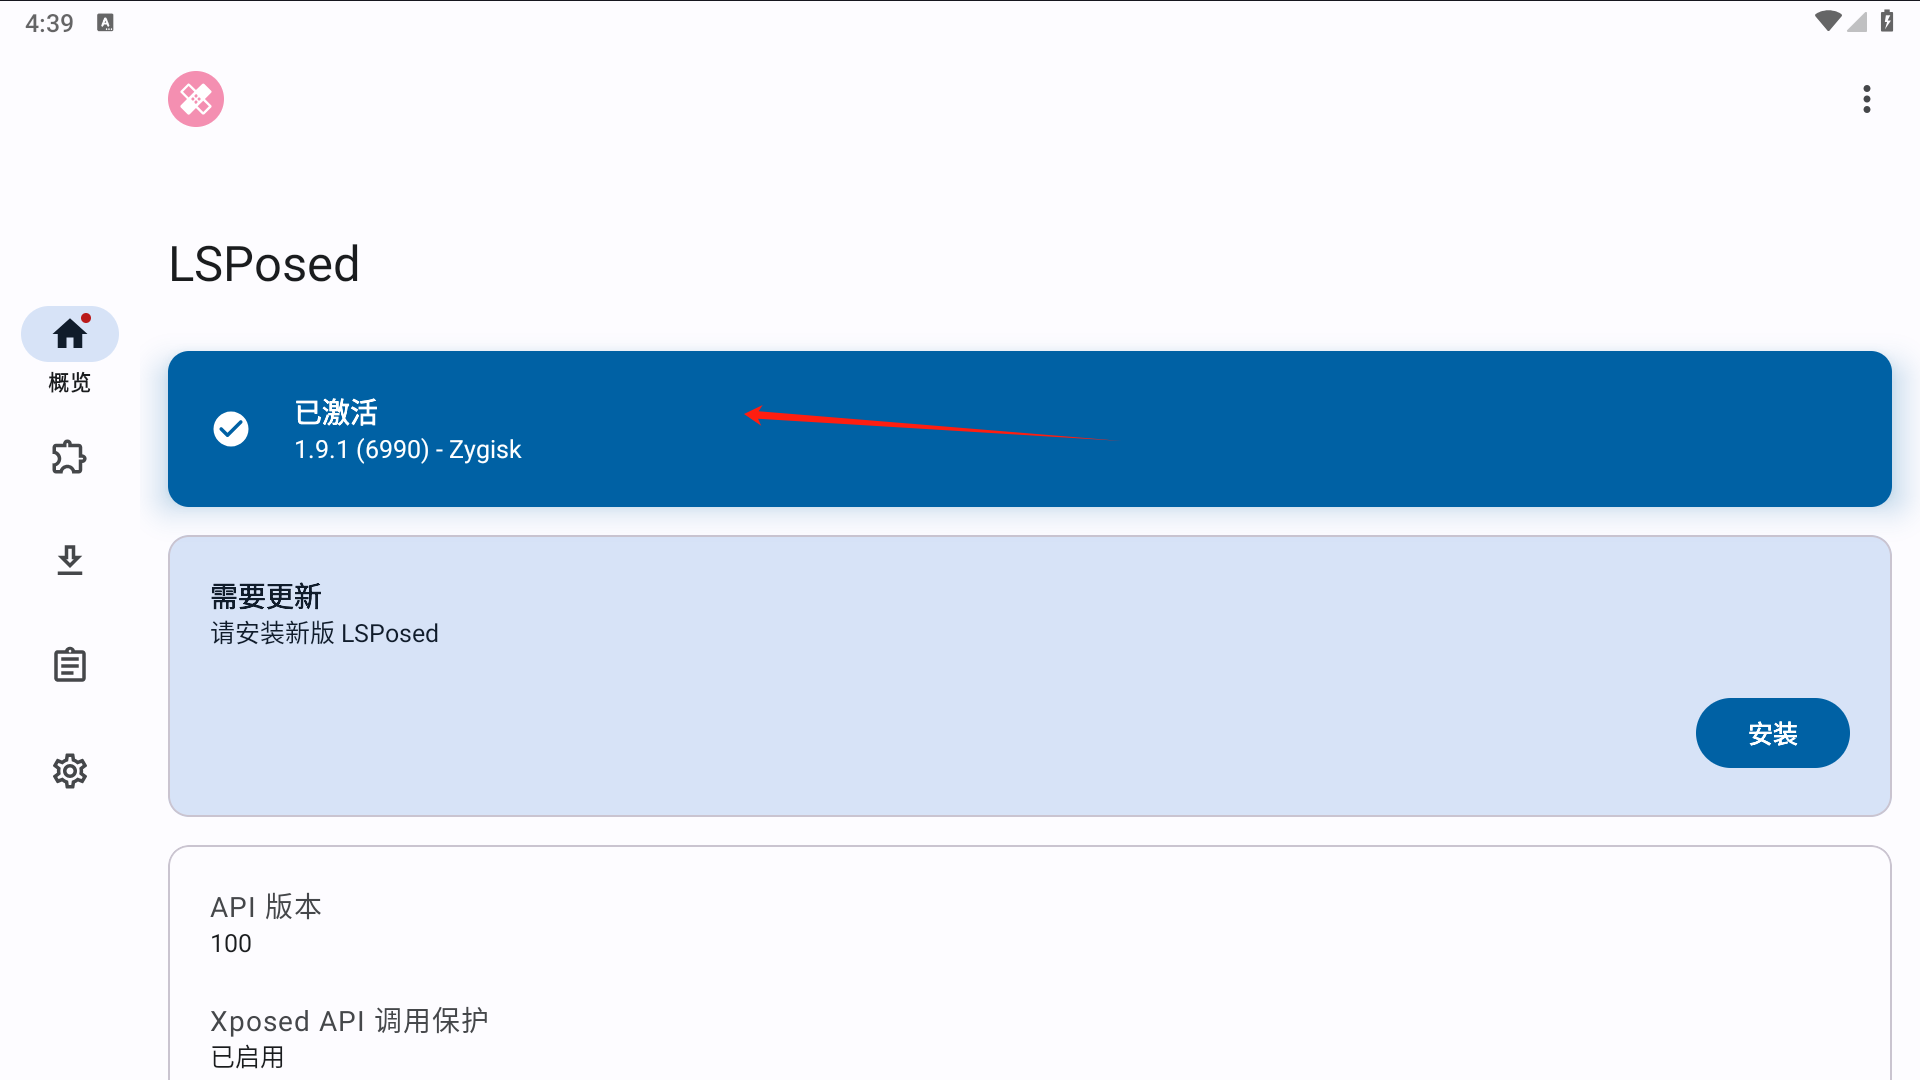 4:39
A
LSPosed
概览
已激活
1.9.1 (6990) - Zygisk
需要更新
请安装新版 LSPosed
安装
API 版本
100
Xposed API 调用保护
已启用